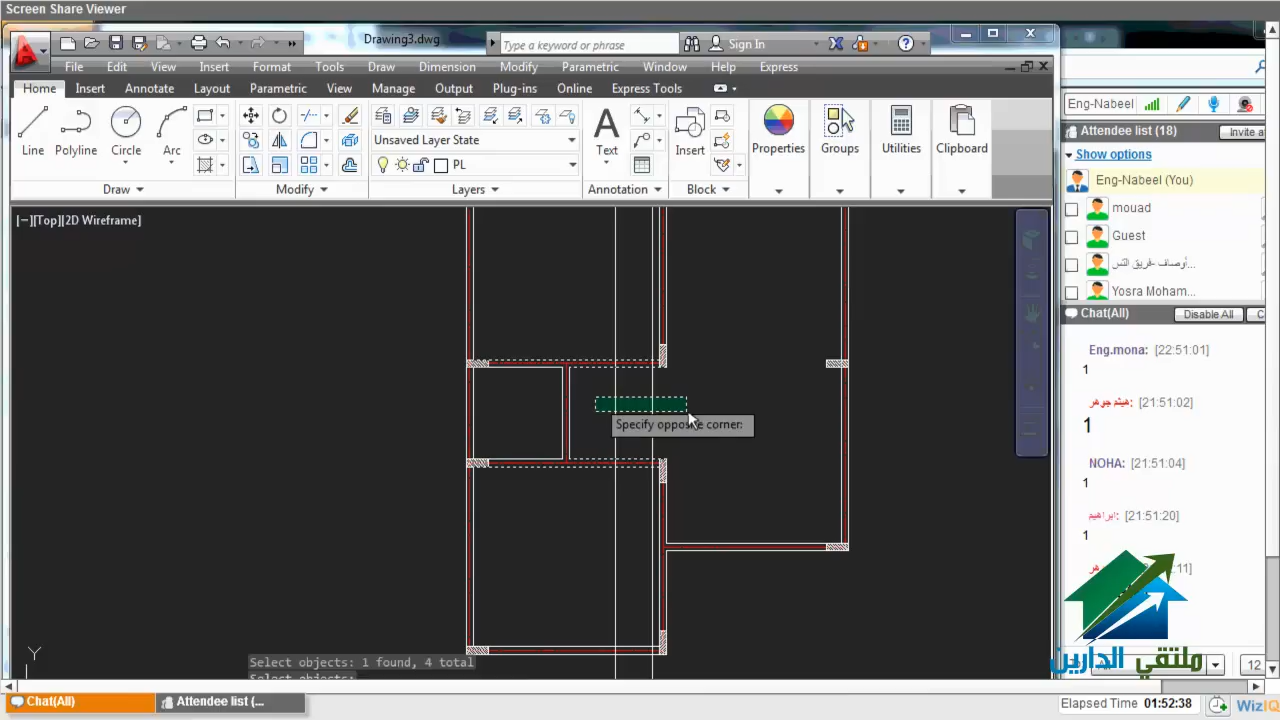 Screen Share Viewer
Drawing3.dwg
Type a keyword or phrase
Sign In
File Edit View Insert Format Tools Draw Dimension Modify Parametric Window Help Express
Home Insert Annotate Layout Parametric View Manage Output Plug-ins Online Express Tools
Unsaved Layer State
PL
Line Polyline Circle Arc
Text Insert Properties Groups Utilities Clipboard
Draw Modify Layers Annotation Block
[−][Top][2D Wireframe]
Specify opposite corner:
Y
Select objects: 1 found, 4 total
Select objects:
Eng-Nabeel
Attendee list (18)
Invite a
Show options
Eng-Nabeel (You)
mouad
Guest
أوصاف -فريق التس...
Yosra Moham...
Chat(All)
Disable All
C
Eng.mona: [22:51:01]
1
هيثم جوهر: [21:51:02]
1
NOHA: [21:51:04]
1
ابراهيم: [21:51:20]
1
ملتقي الدارين
12
Chat(All)
Attendee list (...
Elapsed Time 01:52:38
WizIQ